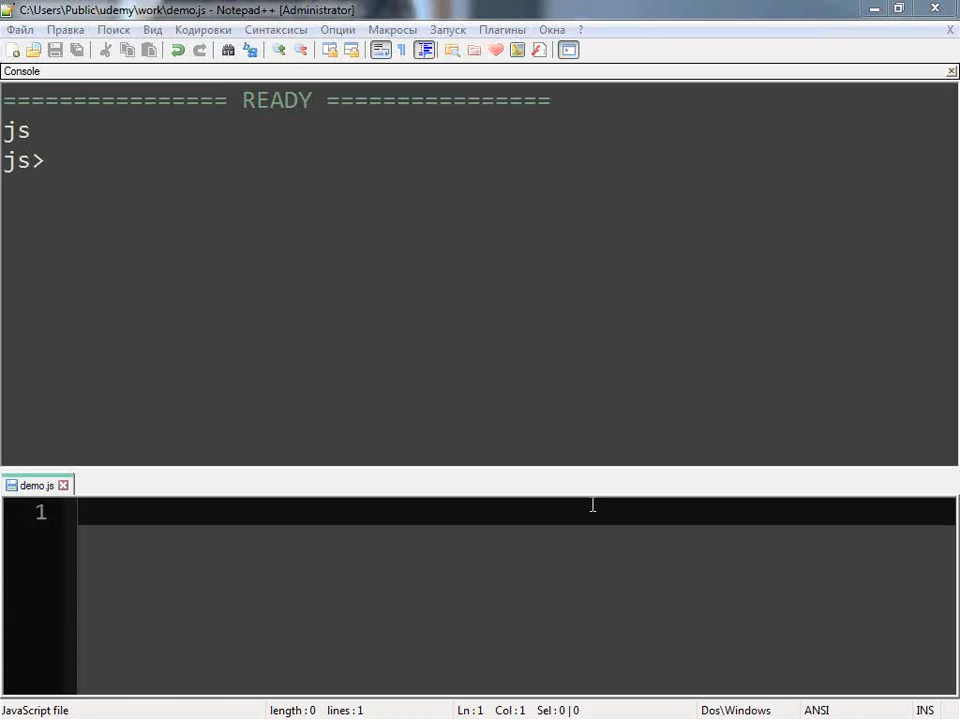 C:\Users\Public\udemy\work\demo.js - Notepad++ [Administrator]
Файл Правка Поиск Вид Кодировки Синтаксисы Опции Макросы Запуск Плагины Окна ? X
Console
================ READY ================
js
js>
demo.js
1
JavaScript file length : 0 lines : 1 Ln : 1 Col : 1 Sel : 0 | 0 Dos\Windows ANSI INS